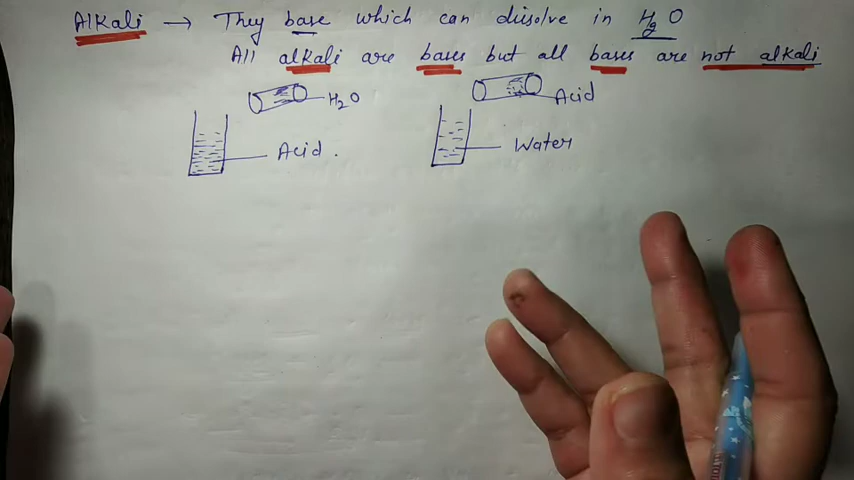 Alkali → They base which can dissolve in H2O
All alkali are bases but all bases are not alkali
H2O
Acid
Acid.
Water